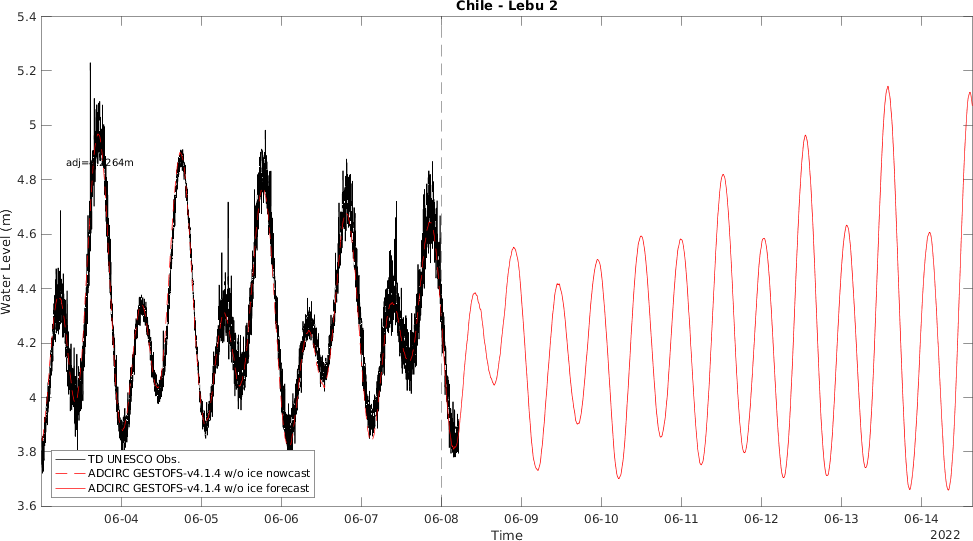 Chile - Lebu 2
5.4
5.2
5
4.8
4.6
4.4
4.2
4
3.8
3.6
Water Level (m)
TD UNESCO Obs.
ADCIRC GESTOFS-v4.1.4 w/o ice nowcast
ADCIRC GESTOFS-v4.1.4 w/o ice forecast
06-04 06-05 06-06 06-07 06-08 06-09 06-10 06-11 06-12 06-13 06-14
Time
2022